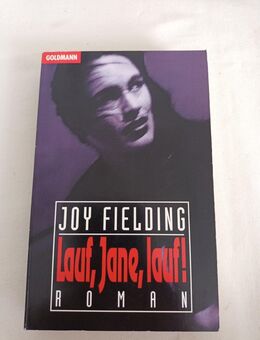 GOLDMANN
JOY FIELDING
Lauf, Jane, lauf!
ROMAN